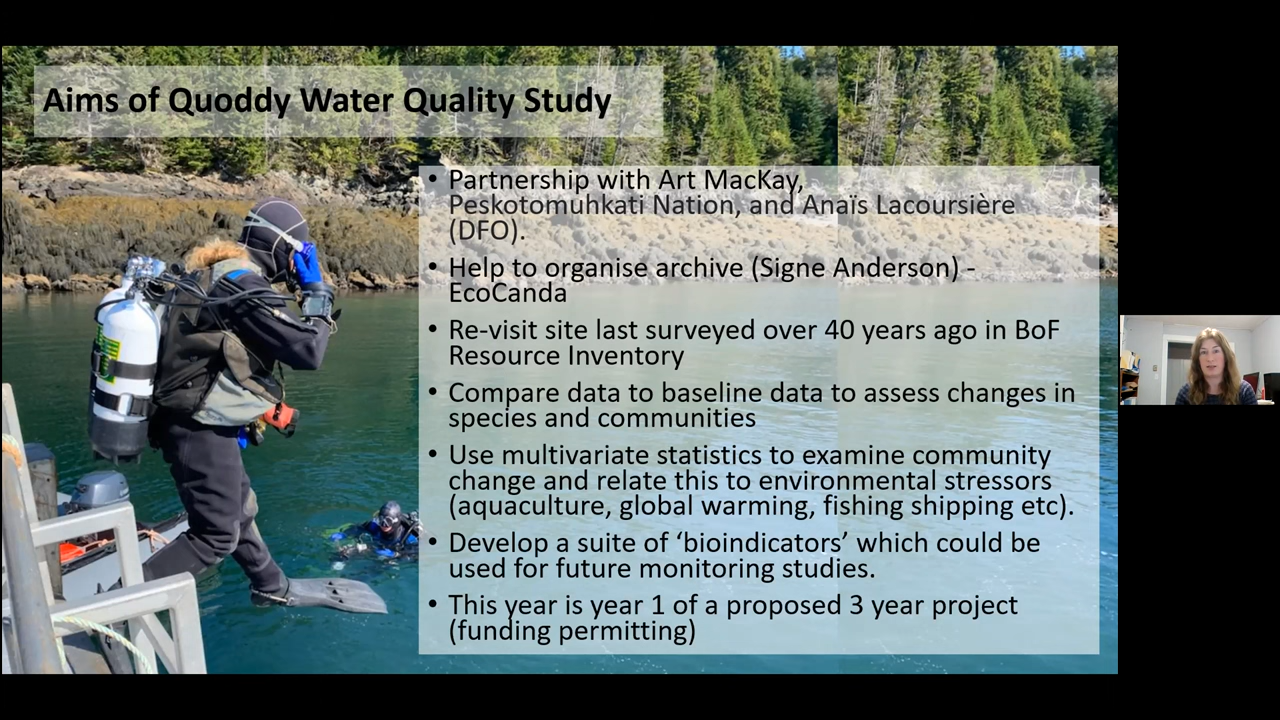 Aims of Quoddy Water Quality Study
• Partnership with Art MacKay,
Peskotomuhkati Nation, and Anaïs Lacoursière
(DFO).
• Help to organise archive (Signe Anderson) -
EcoCanda
• Re-visit site last surveyed over 40 years ago in BoF
Resource Inventory
• Compare data to baseline data to assess changes in
species and communities
• Use multivariate statistics to examine community
change and relate this to environmental stressors
(aquaculture, global warming, fishing shipping etc).
• Develop a suite of ‘bioindicators’ which could be
used for future monitoring studies.
• This year is year 1 of a proposed 3 year project
(funding permitting)